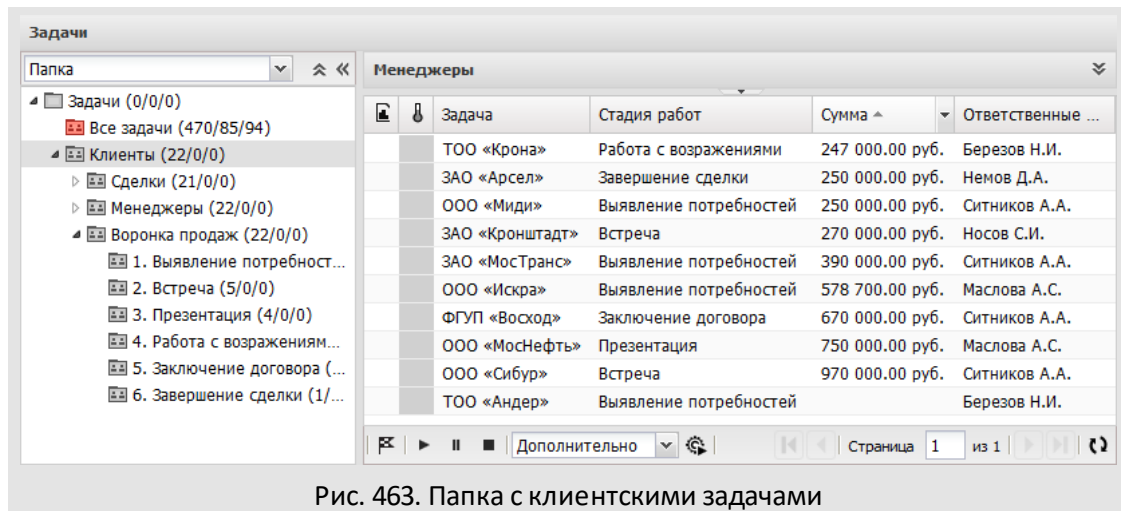 Задачи
Папка
Задачи (0/0/0)
Все задачи (470/85/94)
Клиенты (22/0/0)
Сделки (21/0/0)
Менеджеры (22/0/0)
Воронка продаж (22/0/0)
1. Выявление потребност...
2. Встреча (5/0/0)
3. Презентация (4/0/0)
4. Работа с возражениям...
5. Заключение договора (...
6. Завершение сделки (1/...
Менеджеры
Задача Стадия работ Сумма Ответственные ...
ТОО «Крона» Работа с возражениями 247 000.00 руб. Березов Н.И.
ЗАО «Арсел» Завершение сделки 250 000.00 руб. Немов Д.А.
ООО «Миди» Выявление потребностей 250 000.00 руб. Ситников А.А.
ЗАО «Кронштадт» Встреча 270 000.00 руб. Носов С.И.
ЗАО «МосТранс» Выявление потребностей 390 000.00 руб. Ситников А.А.
ООО «Искра» Выявление потребностей 578 700.00 руб. Маслова А.С.
ФГУП «Восход» Заключение договора 670 000.00 руб. Ситников А.А.
ООО «МосНефть» Презентация 750 000.00 руб. Маслова А.С.
ООО «Сибур» Встреча 970 000.00 руб. Ситников А.А.
ТОО «Андер» Выявление потребностей Березов Н.И.
Дополнительно Страница 1 из 1
Рис. 463. Папка с клиентскими задачами